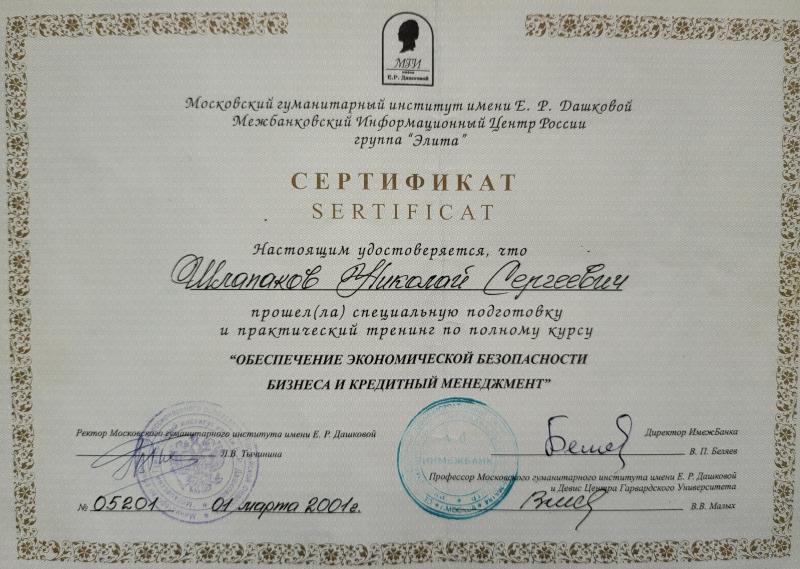 МГИ
имени
Е.Р. Дашковой
Московский гуманитарный институт имени Е. Р. Дашковой
Межбанковский Информационный Центр России
группа "Элита"
СЕРТИФИКАТ
SERTIFICAT
Настоящим удостоверяется, что
Шлапаков Николай Сергеевич
прошел(ла) специальную подготовку
и практический тренинг по полному курсу
"ОБЕСПЕЧЕНИЕ ЭКОНОМИЧЕСКОЙ БЕЗОПАСНОСТИ
БИЗНЕСА И КРЕДИТНЫЙ МЕНЕДЖМЕНТ"
Ректор Московского гуманитарного института имени Е. Р. Дашковой
Л.В. Тычинина
Директор ИмежБанка
В. П. Беляев
ИНМЕЖБАНК
МОСКВА
Профессор Московского гуманитарного института имени Е. Р. Дашковой
и Девис Центра Гарвардского Университета
В.В. Малых
№ 05201 01 марта 2001г.